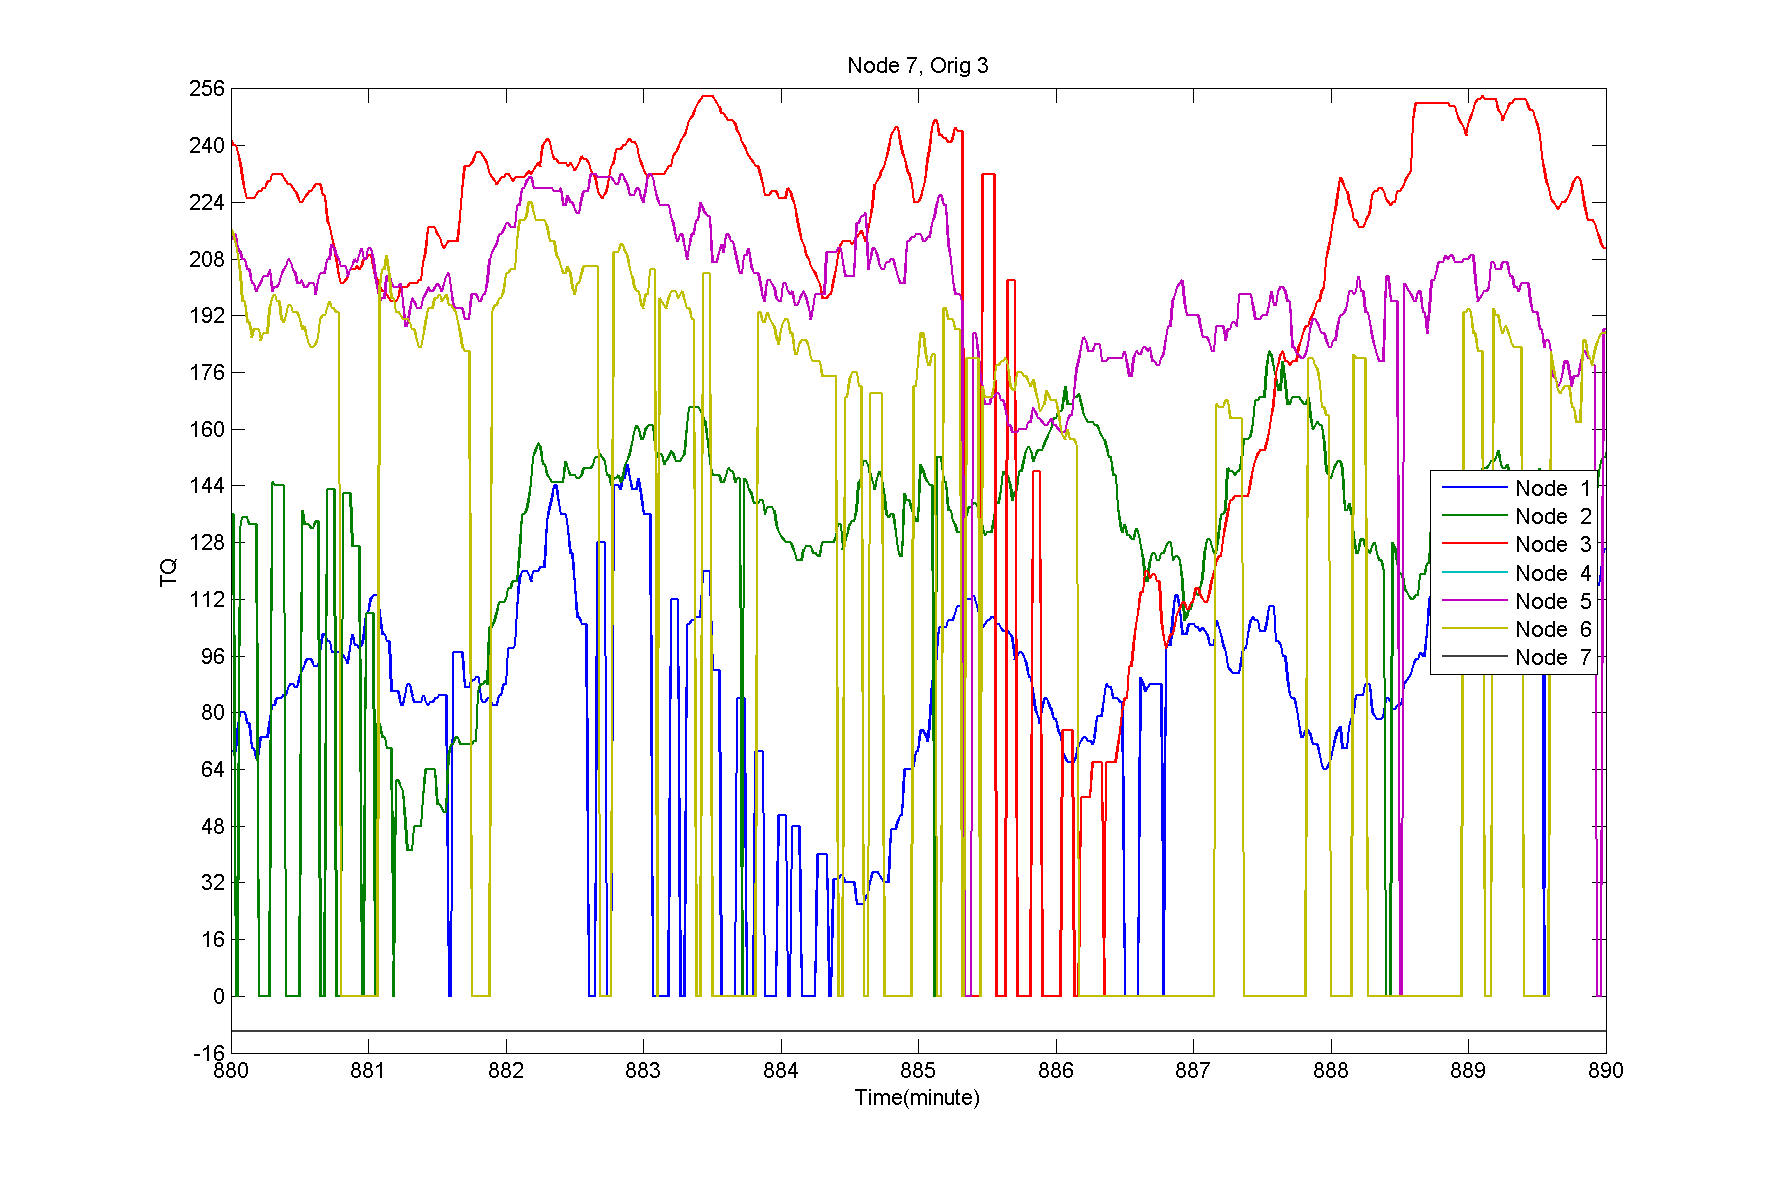 Node 7, Orig 3
256
240
224
208
192
176
160
144
128
112
96
80
64
48
32
16
0
-16
TQ
Node 1
Node 2
Node 3
Node 4
Node 5
Node 6
Node 7
880 881 882 883 884 885 886 887 888 889 890
Time(minute)